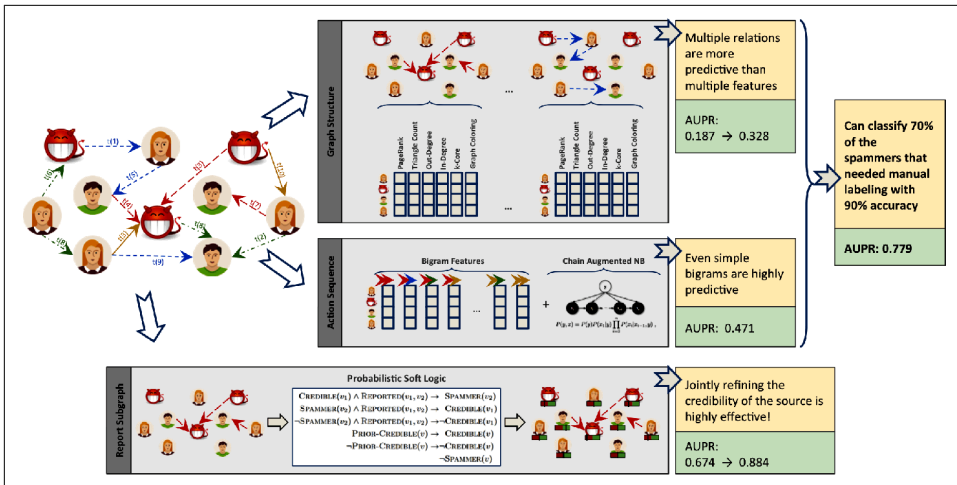 t(1)
t(6)
t(5)
t(3)
t(10)
t(4)
t(7)
t(8)
t(3)
t(8)
t(2)
t(9)
Graph Structure
...
PageRank
Triangle Count
Out-Degree
In-Degree
k-Core
Graph Coloring
...
PageRank
Triangle Count
Out-Degree
In-Degree
k-Core
Graph Coloring
Multiple relations
are more
predictive than
multiple features
AUPR:
0.187 → 0.328
Action Sequence
Bigram Features
...
+
Chain Augmented NB
Even simple
bigrams are highly
predictive
AUPR: 0.471
Can classify 70%
of the
spammers that
needed manual
labeling with
90% accuracy
AUPR: 0.779
Report Subgraph
Probabilistic Soft Logic
CREDIBLE(v₁) ∧ REPORTED(v₁, v₂) → SPAMMER(v₂)
SPAMMER(v₂) ∧ REPORTED(v₁, v₂) → CREDIBLE(v₁)
¬SPAMMER(v₂) ∧ REPORTED(v₁, v₂) → ¬CREDIBLE(v₁)
PRIOR-CREDIBLE(v) → CREDIBLE(v)
¬PRIOR-CREDIBLE(v) → ¬CREDIBLE(v)
¬SPAMMER(v)
Jointly refining the
credibility of the source is
highly effective!
AUPR:
0.674 → 0.884